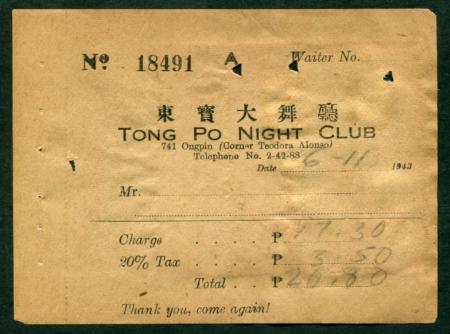 Nº 18491 A Waiter No.
東寳大舞廳
TONG PO NIGHT CLUB
741 Ongpin (Corner Teodora Alonso)
Telephone No. 2-42-88
Date 6-11 1943
Mr.
Charge . . . . ₱ 17.30
20% Tax . . . . ₱ 3.50
Total . . ₱ 20.80
Thank you, come again!